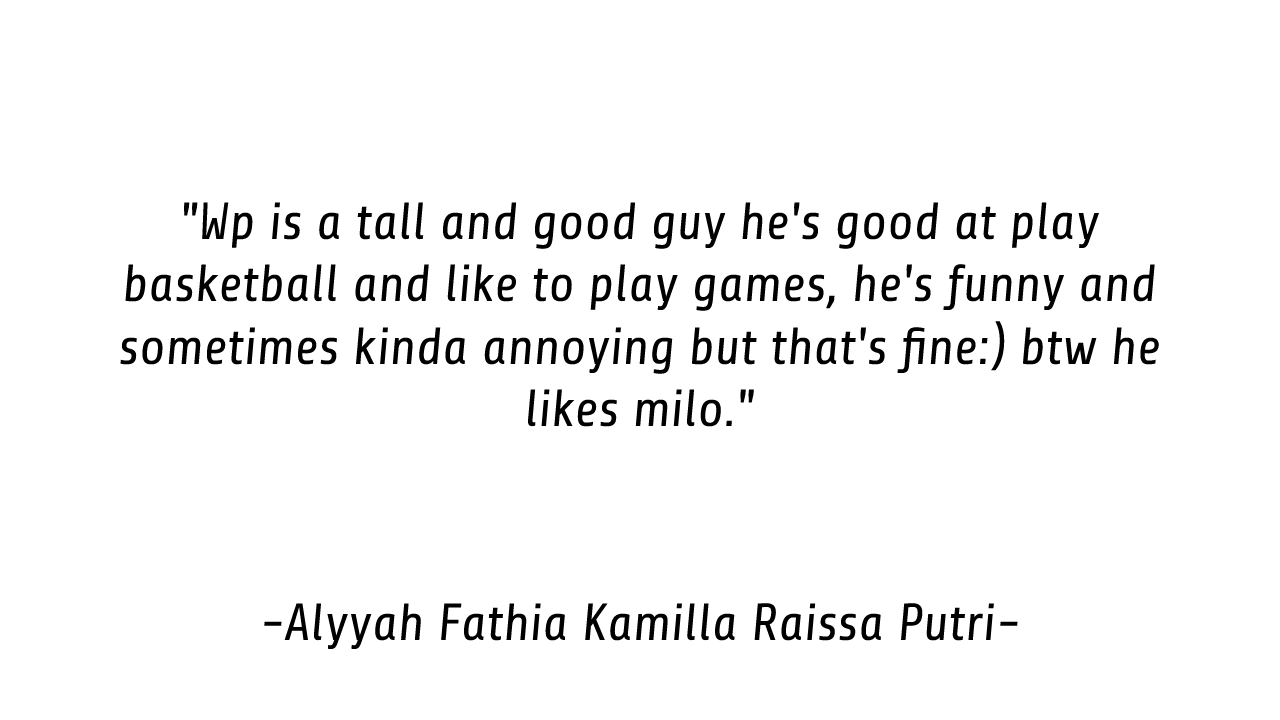 "Wp is a tall and good guy he's good at play
basketball and like to play games, he's funny and
sometimes kinda annoying but that's fine:) btw he
likes milo."
-Alyyah Fathia Kamilla Raissa Putri-